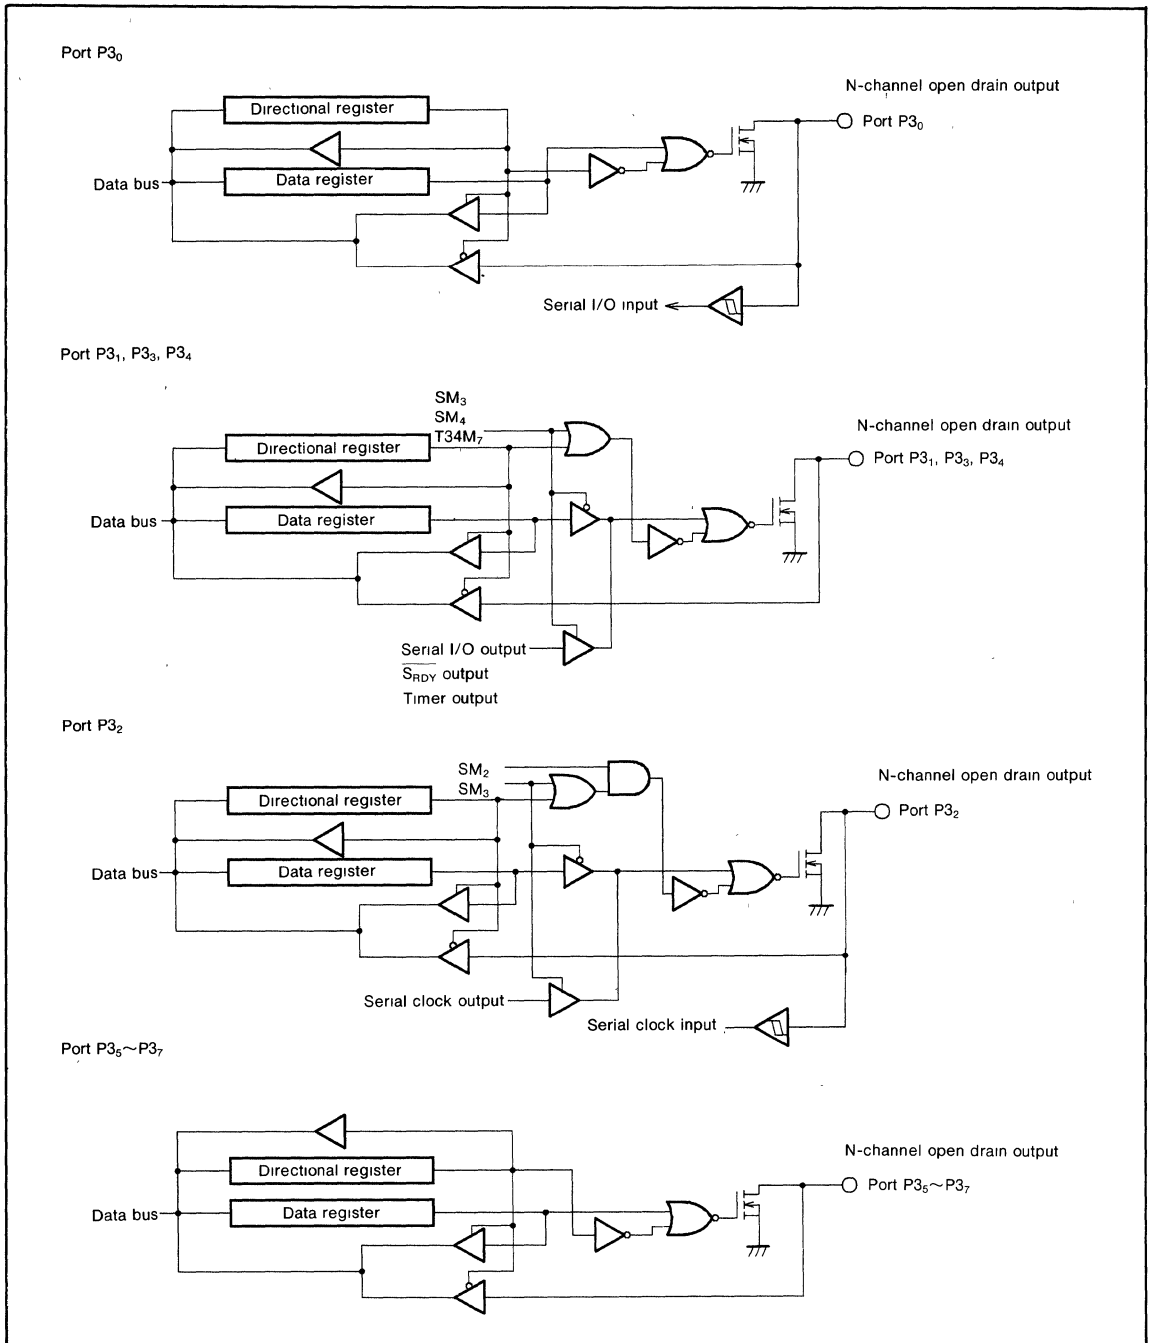 Port P3₀
N-channel open drain output
Directional register
Port P3₀
Data bus
Data register
Serial I/O input
Port P3₁, P3₃, P3₄
SM₃
SM₄
T34M₇
N-channel open drain output
Directional register
Port P3₁, P3₃, P3₄
Data bus
Data register
Serial I/O output
S̅R̅D̅Y̅ output
Timer output
Port P3₂
SM₂
SM₃
N-channel open drain output
Directional register
Port P3₂
Data bus
Data register
Serial clock output
Serial clock input
Port P3₅~P3₇
N-channel open drain output
Directional register
Port P3₅~P3₇
Data bus
Data register